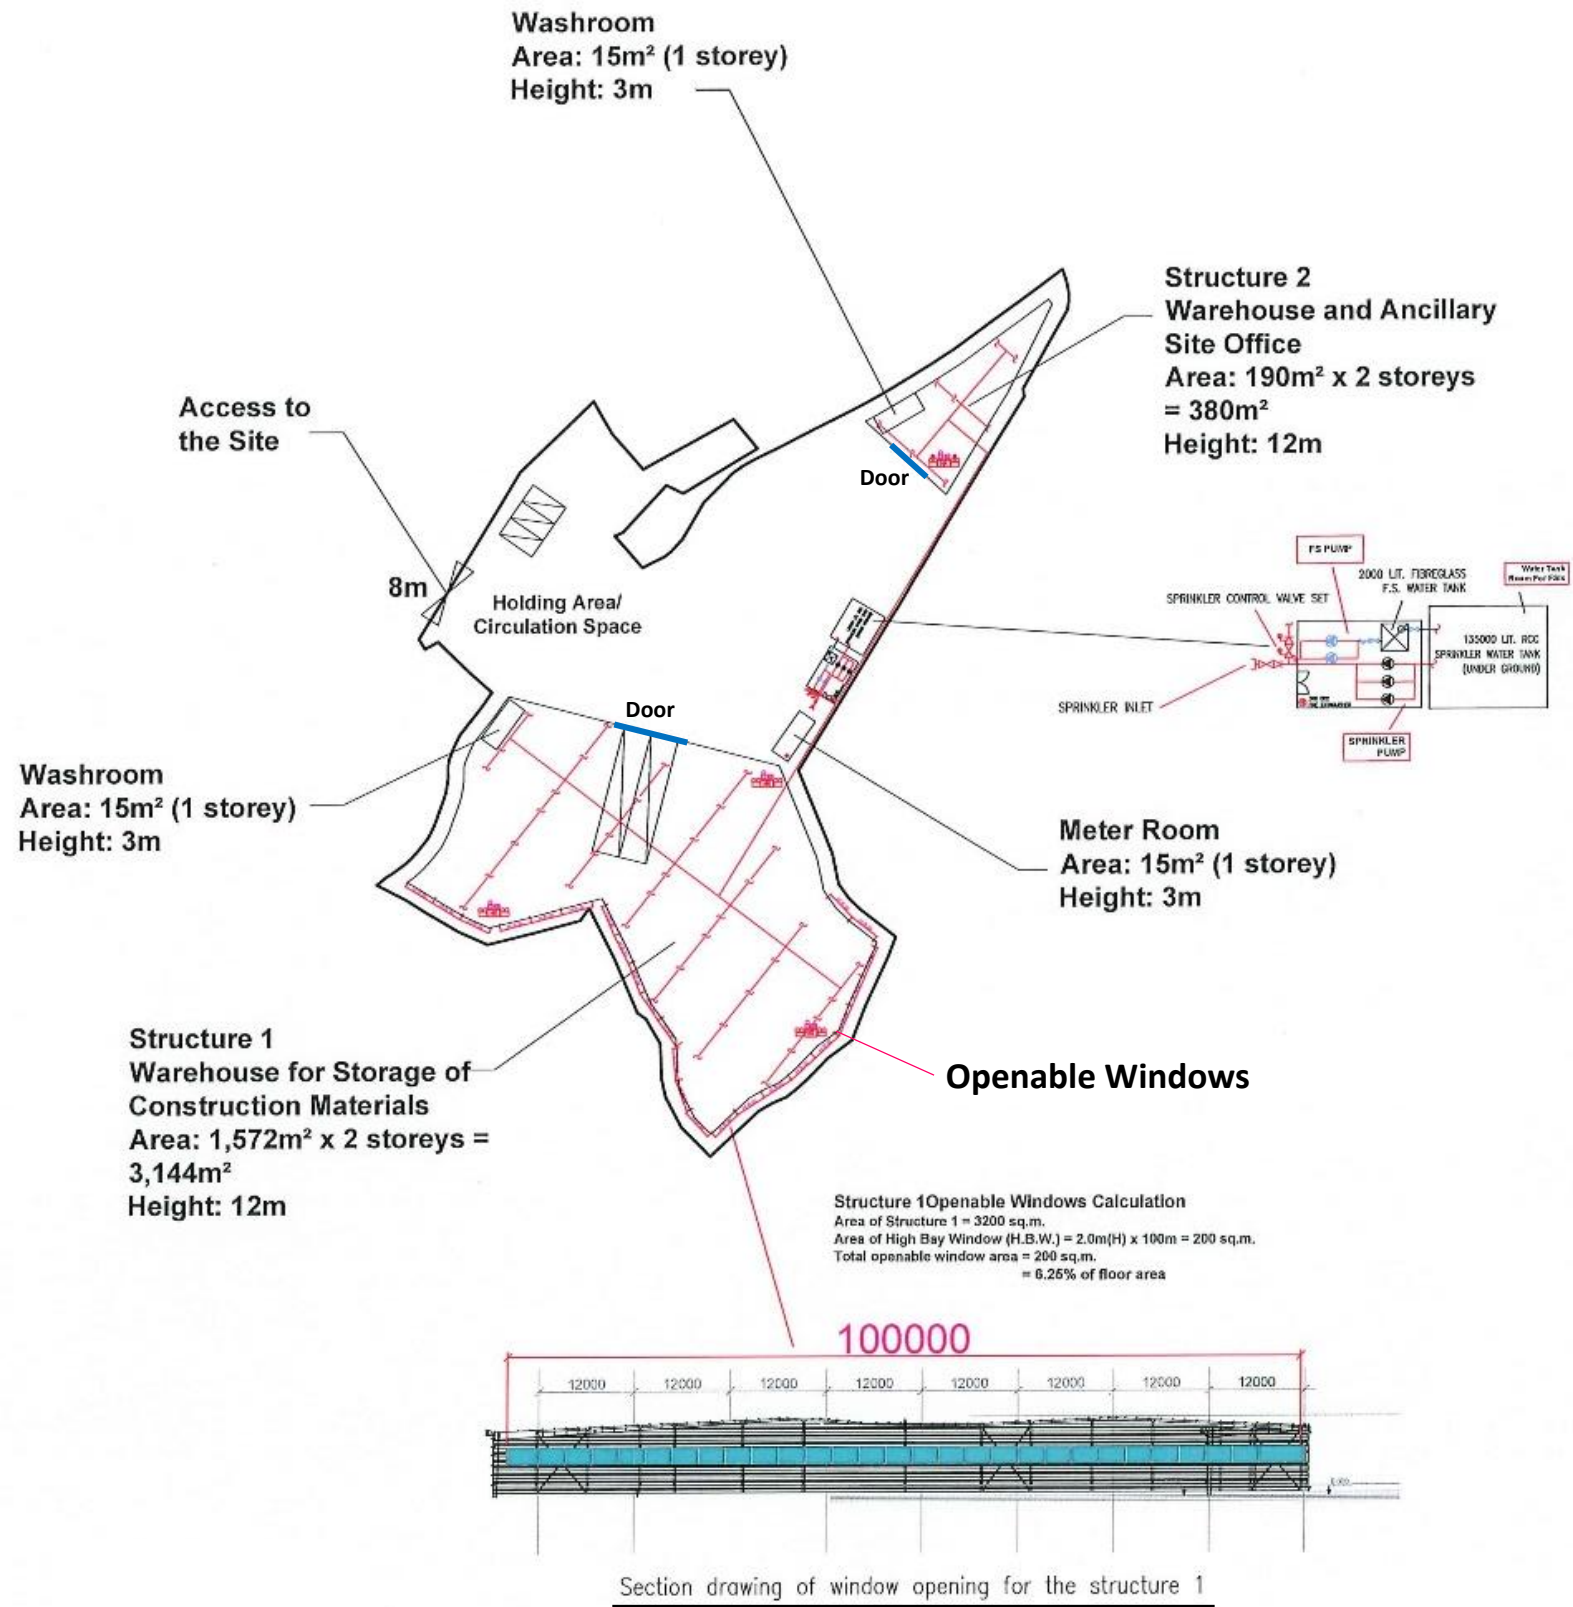 Washroom
Area: 15m² (1 storey)
Height: 3m
Structure 2
Warehouse and Ancillary
Site Office
Area: 190m² x 2 storeys
= 380m²
Height: 12m
Access to
the Site
Door
8m
Holding Area/
Circulation Space
FS PUMP
2000 LIT. FIBREGLASS
F.S. WATER TANK
Water Tank
Room For FSIs
SPRINKLER CONTROL VALVE SET
135000 LIT. RCC
SPRINKLER WATER TANK
(UNDER GROUND)
SPRINKLER INLET
SPRINKLER
PUMP
Door
Washroom
Area: 15m² (1 storey)
Height: 3m
Meter Room
Area: 15m² (1 storey)
Height: 3m
Structure 1
Warehouse for Storage of
Construction Materials
Area: 1,572m² x 2 storeys =
3,144m²
Height: 12m
Openable Windows
Structure 1Openable Windows Calculation
Area of Structure 1 = 3200 sq.m.
Area of High Bay Window (H.B.W.) = 2.0m(H) x 100m = 200 sq.m.
Total openable window area = 200 sq.m.
= 6.25% of floor area
100000
12000 12000 12000 12000 12000 12000 12000 12000
Section drawing of window opening for the structure 1